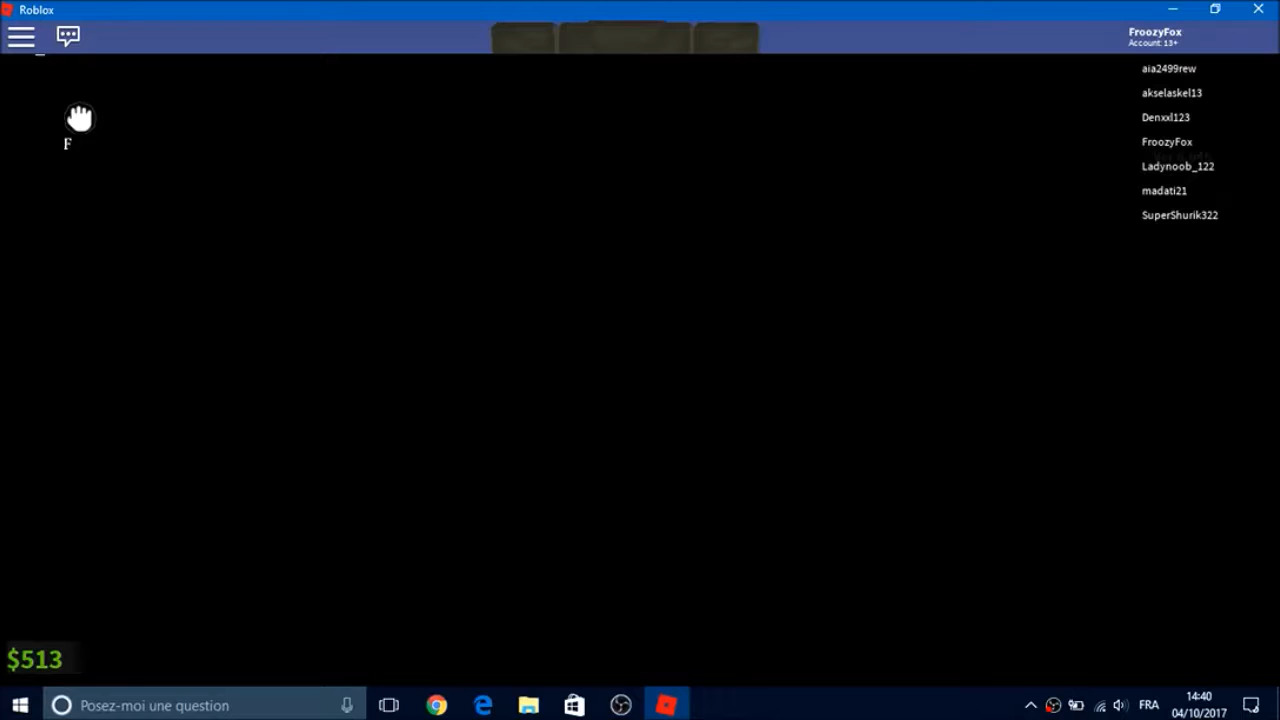 Roblox
FroozyFox
Account: 13+
aia2499rew
akselaskel13
Denxxl123
FroozyFox
Ladynoob_122
madati21
SuperShurik322
F
$513
Posez-moi une question
FRA
14:40
04/10/2017